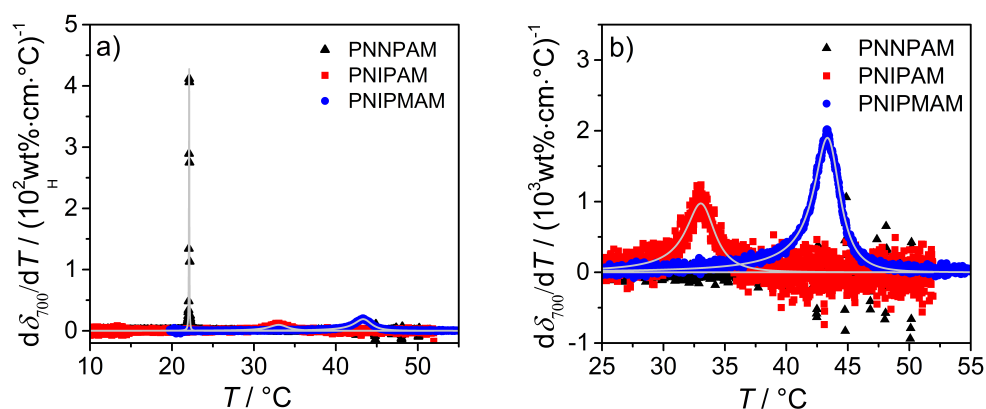 a)
PNNPAM
PNIPAM
PNIPMAM
5
4
3
2
1
0
dδ700/dT / (10²wt%·cm·°C)⁻¹
H
10 20 30 40 50
T / °C
b)
PNNPAM
PNIPAM
PNIPMAM
3
2
1
0
-1
dδ700/dT / (10³wt%·cm·°C)⁻¹
25 30 35 40 45 50 55
T / °C